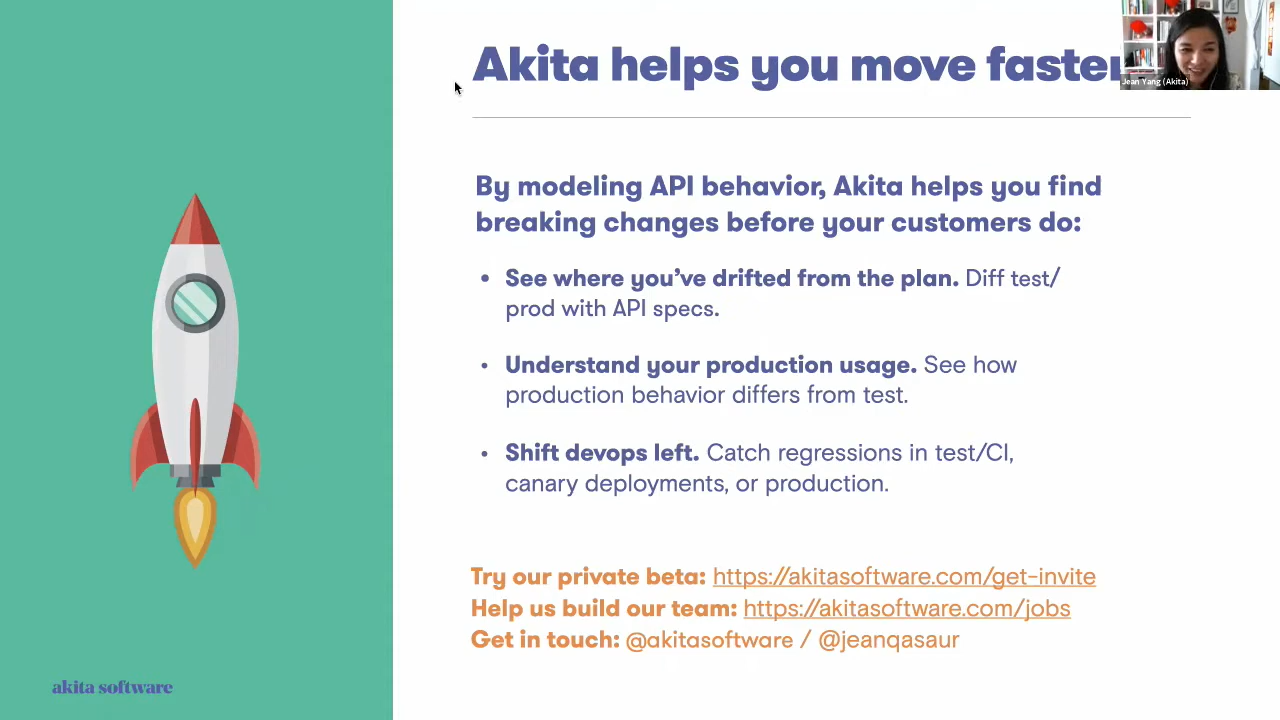 Akita helps you move faster
Jean Yang (Akita)
By modeling API behavior, Akita helps you find
breaking changes before your customers do:
• See where you’ve drifted from the plan. Diff test/
prod with API specs.
• Understand your production usage. See how
production behavior differs from test.
• Shift devops left. Catch regressions in test/CI,
canary deployments, or production.
Try our private beta: https://akitasoftware.com/get-invite
Help us build our team: https://akitasoftware.com/jobs
Get in touch: @akitasoftware / @jeanqasaur
akita software